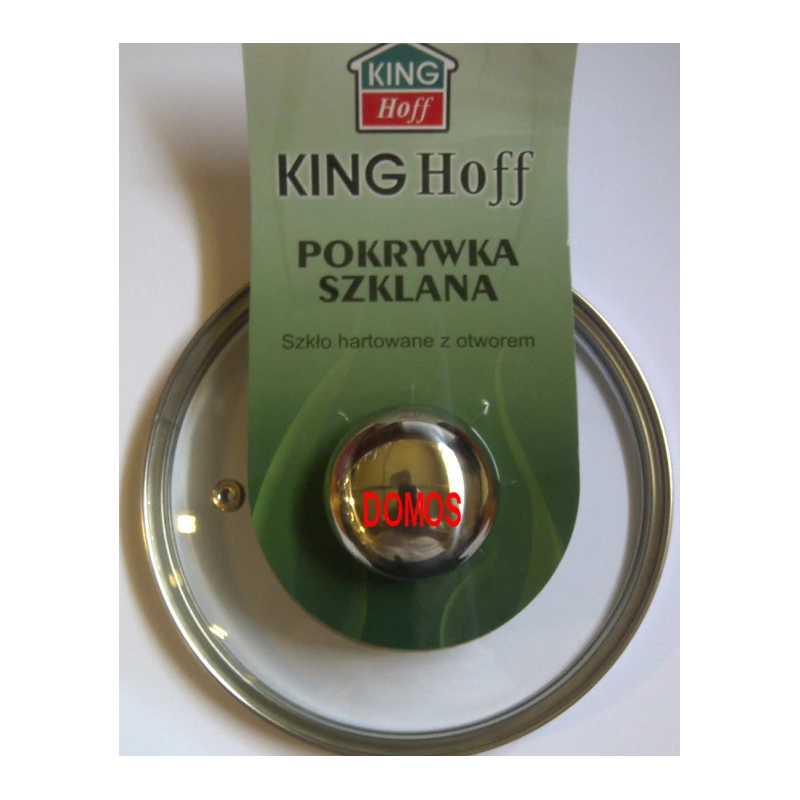 KING
Hoff
KING Hoff
POKRYWKA
SZKLANA
Szkło hartowane z otworem
DOMOS